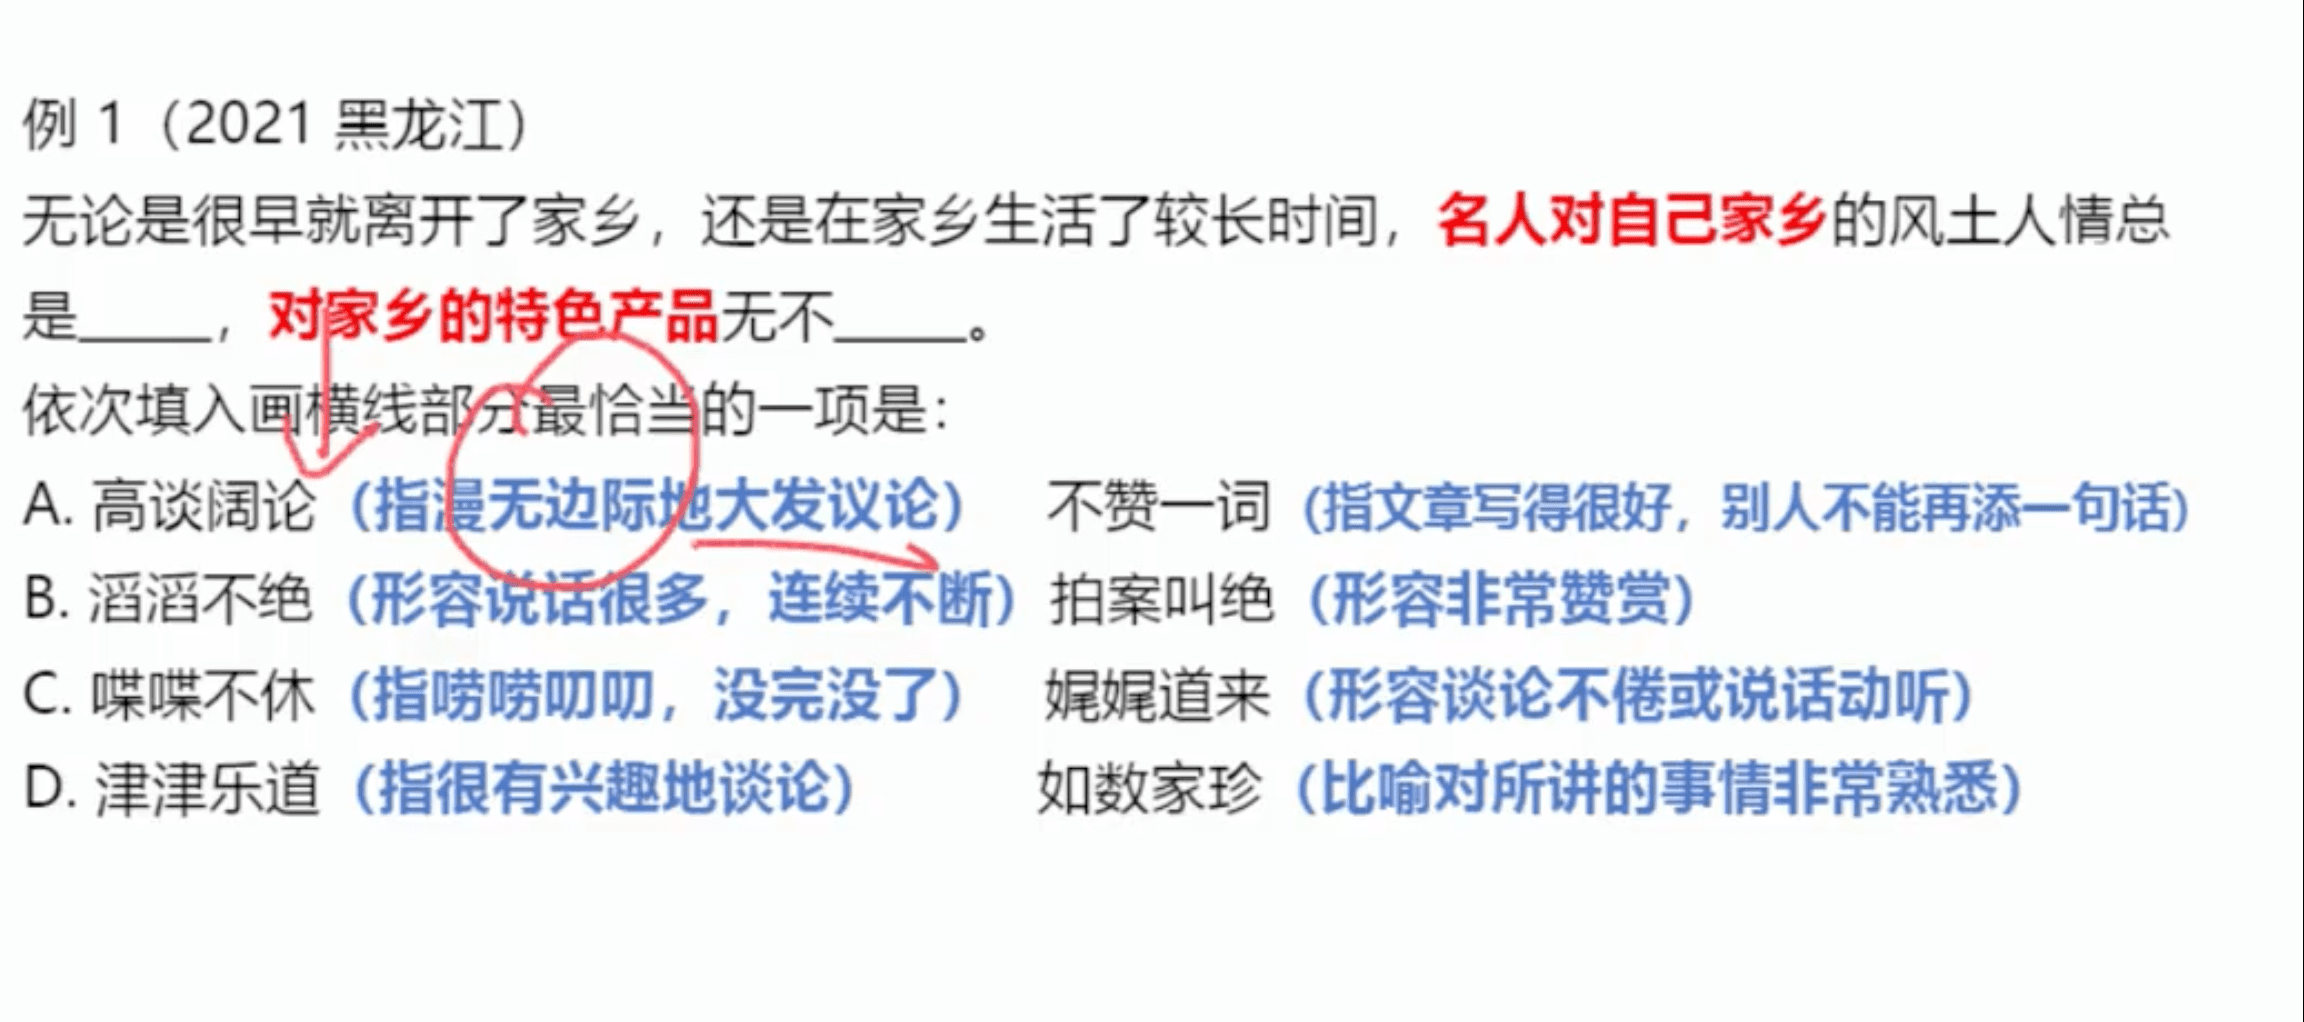 例 1（2021 黑龙江）
无论是很早就离开了家乡，还是在家乡生活了较长时间，名人对自己家乡的风土人情总
是_____，对家乡的特色产品无不_____。
依次填入画横线部分最恰当的一项是：
A. 高谈阔论（指漫无边际地大发议论） 不赞一词（指文章写得很好，别人不能再添一句话）
B. 滔滔不绝（形容说话很多，连续不断） 拍案叫绝（形容非常赞赏）
C. 喋喋不休（指唠唠叨叨，没完没了） 娓娓道来（形容谈论不倦或说话动听）
D. 津津乐道（指很有兴趣地谈论） 如数家珍（比喻对所讲的事情非常熟悉）